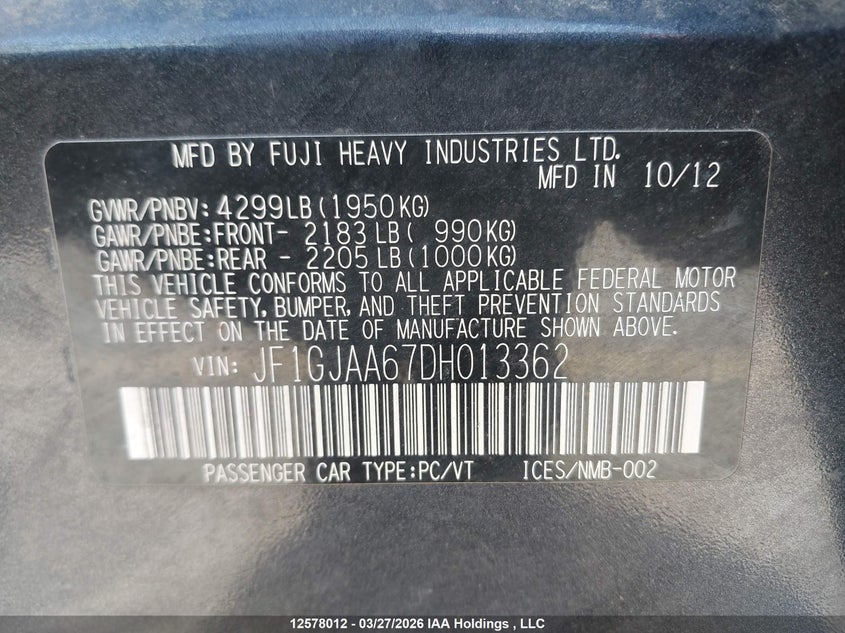 MFD BY FUJI HEAVY INDUSTRIES LTD.
MFD IN 10/12
GVWR/PNBV: 4299LB (1950KG)
GAWR/PNBE:FRONT- 2183 LB ( 990KG)
GAWR/PNBE:REAR - 2205 LB (1000KG)
THIS VEHICLE CONFORMS TO ALL APPLICABLE FEDERAL MOTOR
VEHICLE SAFETY, BUMPER, AND THEFT PREVENTION STANDARDS
IN EFFECT ON THE DATE OF MANUFACTURE SHOWN ABOVE.
VIN: JF1GJAA67DH013362
PASSENGER CAR TYPE:PC/VT ICES/NMB-002
12578012 - 03/27/2026 IAA Holdings , LLC